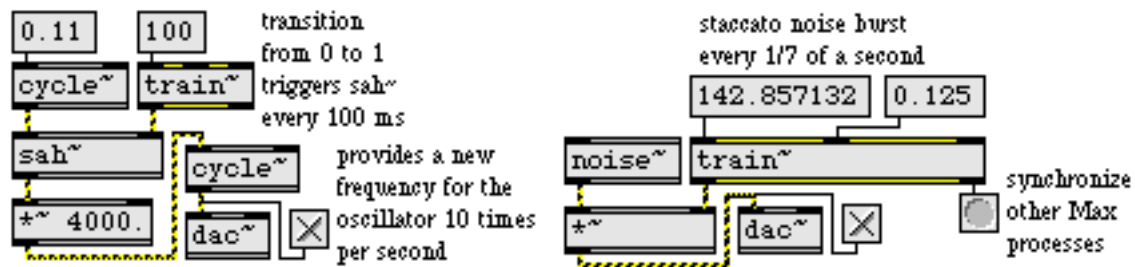 0.11
100
transition
from 0 to 1
triggers sah~
every 100 ms
cycle~
train~
sah~
cycle~
provides a new
frequency for the
oscillator 10 times
per second
*~ 4000.
dac~
staccato noise burst
every 1/7 of a second
142.857132
0.125
noise~
train~
*~
dac~
synchronize
other Max
processes